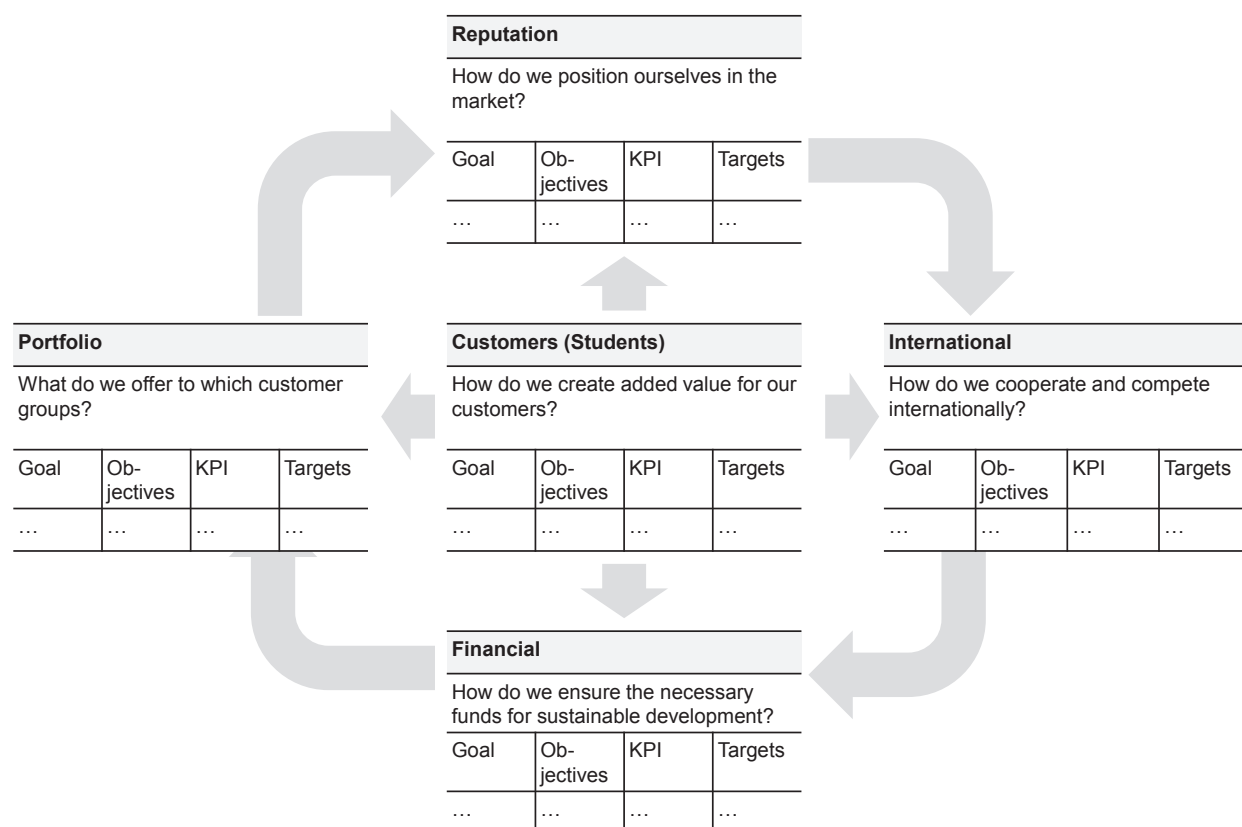 Reputation
How do we position ourselves in the
market?
Goal Ob- KPI Targets
jectives
… … … …
Portfolio
What do we offer to which customer
groups?
Goal Ob- KPI Targets
jectives
… … … …
Customers (Students)
How do we create added value for our
customers?
Goal Ob- KPI Targets
jectives
… … … …
International
How do we cooperate and compete
internationally?
Goal Ob- KPI Targets
jectives
… … … …
Financial
How do we ensure the necessary
funds for sustainable development?
Goal Ob- KPI Targets
jectives
… … … …